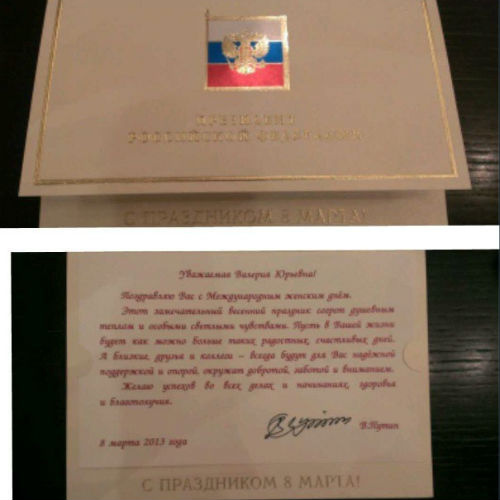 ПРЕЗИДЕНТ
РОССИЙСКОЙ ФЕДЕРАЦИИ
С ПРАЗДНИКОМ 8 МАРТА!
Уважаемая Валерия Юрьевна!
Поздравляю Вас с Международным женским днём.
Этот замечательный весенний праздник согрет душевным
теплом и особыми светлыми чувствами. Пусть в Вашей жизни
будет как можно больше таких радостных, счастливых дней.
А близкие, друзья и коллеги – всегда будут для Вас надёжной
поддержкой и опорой, окружат добротой, заботой и вниманием.
Желаю успехов во всех делах и начинаниях, здоровья
и благополучия.
В.Путин
8 марта 2013 года
С ПРАЗДНИКОМ 8 МАРТА!